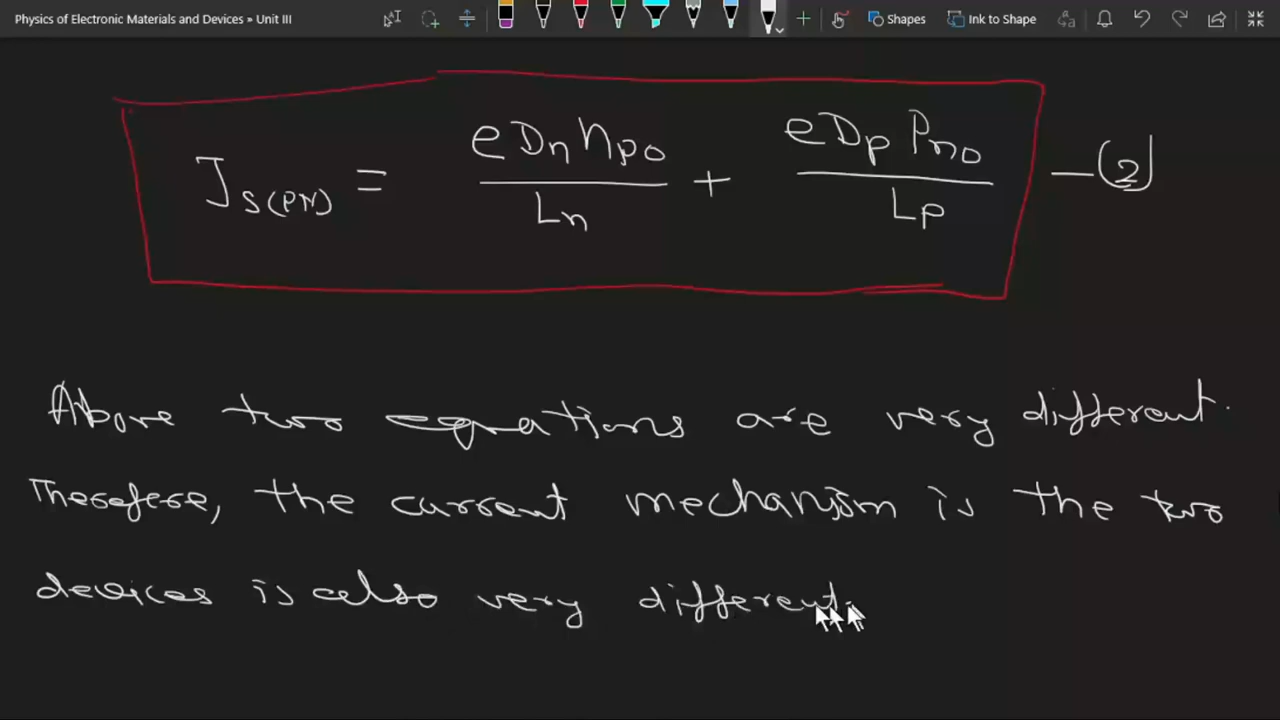 Physics of Electronic Materials and Devices » Unit III
Shapes
Ink to Shape
J_S(PN) = eD_n n_p0 / L_n + eD_p P_n0 / L_p — (2)
Above two equations are very different.
Therefore, the current mechanism is the two
devices is also very different.